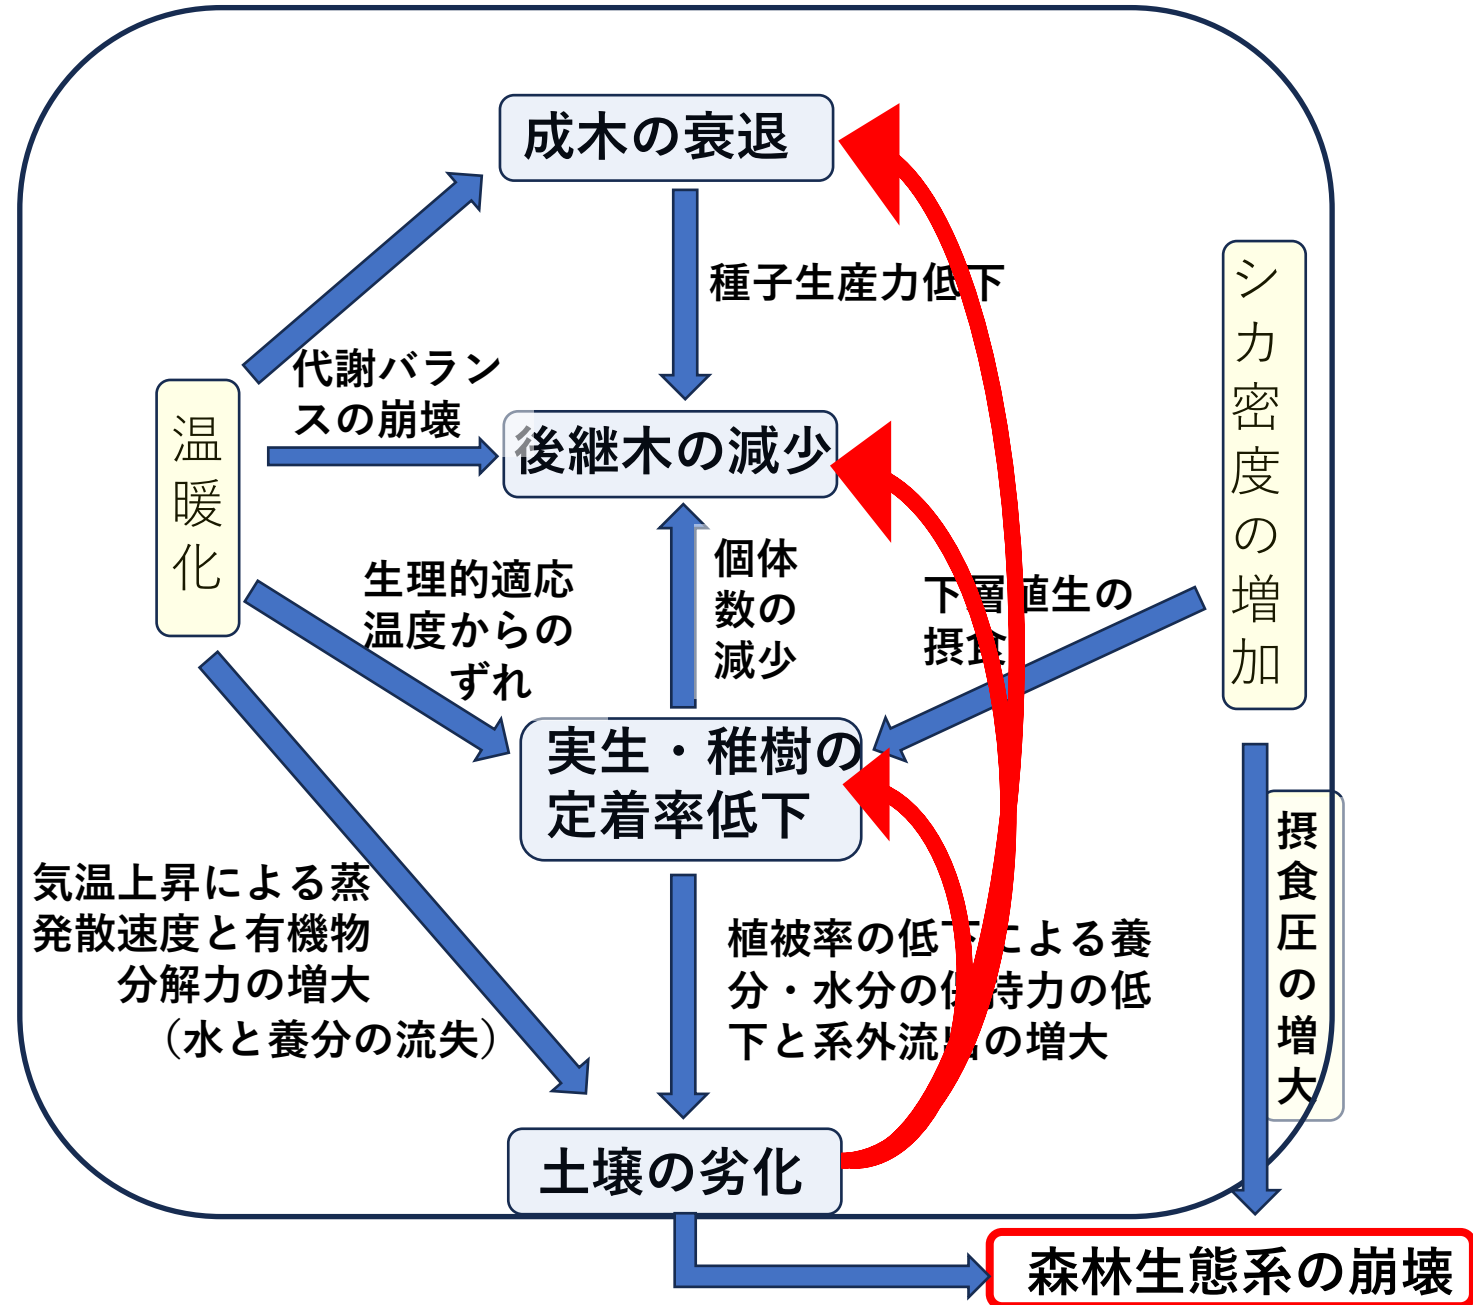 成木の衰退
種子生産力低下
シカ密度の増加
代謝バラン
スの崩壊
温暖化
後継木の減少
生理的適応
温度からの
ずれ
個体
数の
減少
下層植生の
摂食
実生・稚樹の
定着率低下
摂食圧の増大
気温上昇による蒸
発散速度と有機物
分解力の増大
（水と養分の流失）
植被率の低下による養
分・水分の保持力の低
下と系外流出の増大
土壌の劣化
森林生態系の崩壊